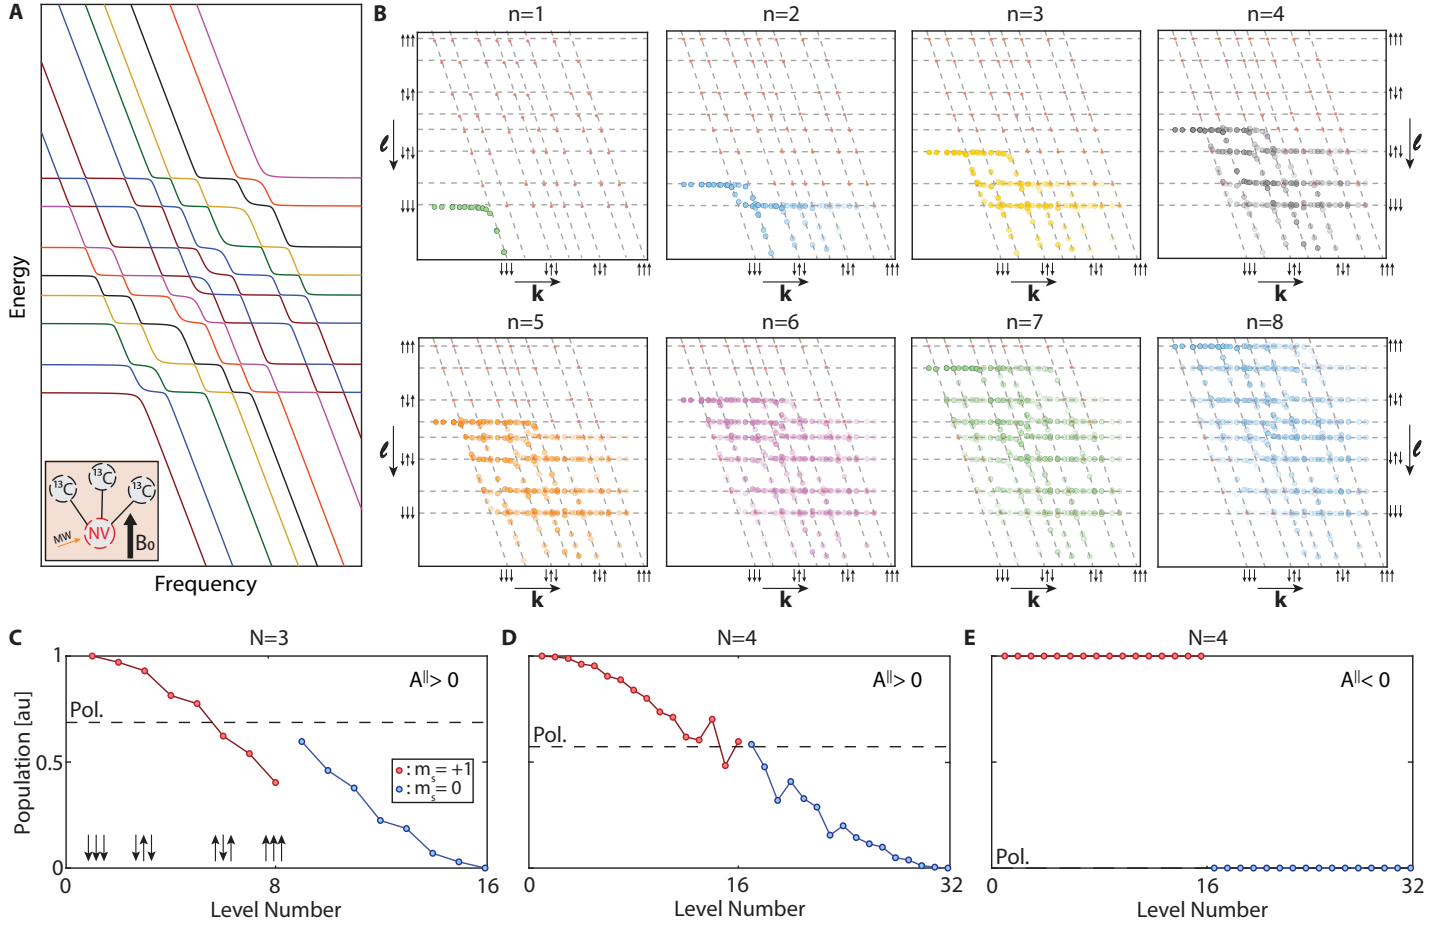 A
Energy
Frequency
13C
13C
13C
NV
MW
B0
B
n=1
n=2
n=3
n=4
↑↑↑
↑↓↑
↓↑↓
↓↓↓
ℓ
↑↑↑
↑↓↑
↓↑↓
↓↓↓
ℓ
↓↓↓ ↓↑↓ ↑↓↑ ↑↑↑
↓↓↓ ↓↑↓ ↑↓↑ ↑↑↑
↓↓↓ ↓↑↓ ↑↓↑ ↑↑↑
↓↓↓ ↓↑↓ ↑↓↑ ↑↑↑
k
k
k
k
n=5
n=6
n=7
n=8
↑↑↑
↑↓↑
↓↑↓
↓↓↓
ℓ
↑↑↑
↑↓↑
↓↑↓
↓↓↓
ℓ
↓↓↓ ↓↑↓ ↑↓↑ ↑↑↑
↓↓↓ ↓↑↓ ↑↓↑ ↑↑↑
↓↓↓ ↓↑↓ ↑↓↑ ↑↑↑
↓↓↓ ↓↑↓ ↑↓↑ ↑↑↑
k
k
k
k
C
N=3
1
0.5
0
Population [au]
A||> 0
Pol.
: ms= +1
: ms= 0
↓↓↓ ↓↑↓ ↑↓↑ ↑↑↑
0 8 16
Level Number
D
N=4
A||> 0
Pol.
0 16 32
Level Number
E
N=4
A||< 0
Pol.
0 16 32
Level Number